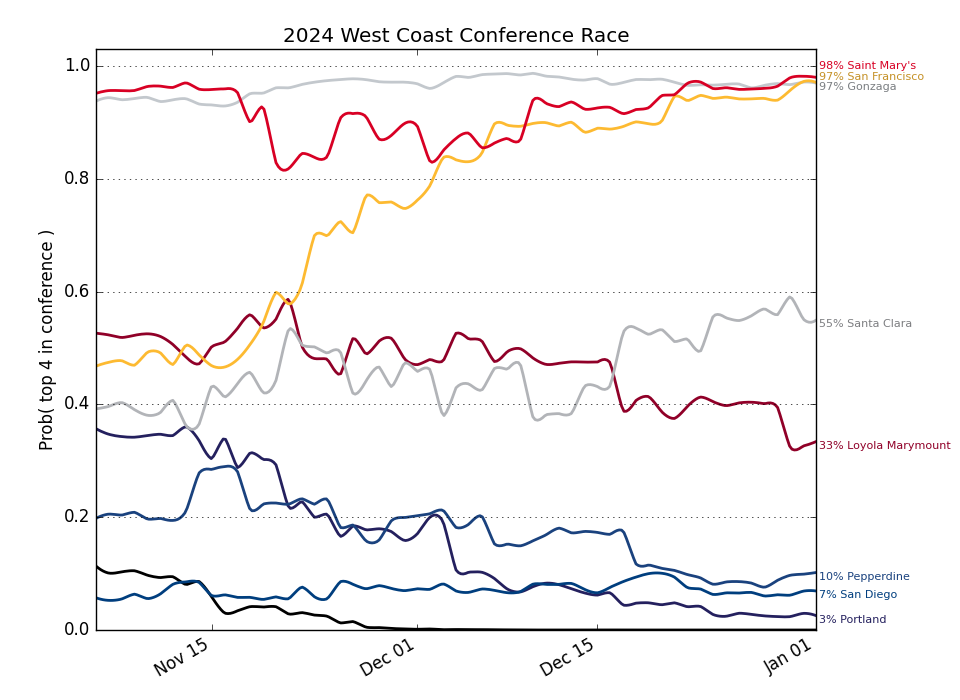 2024 West Coast Conference Race
Prob( top 4 in conference )
1.0
0.8
0.6
0.4
0.2
0.0
Nov 15
Dec 01
Dec 15
Jan 01
98% Saint Mary's
97% San Francisco
97% Gonzaga
55% Santa Clara
33% Loyola Marymount
10% Pepperdine
7% San Diego
3% Portland